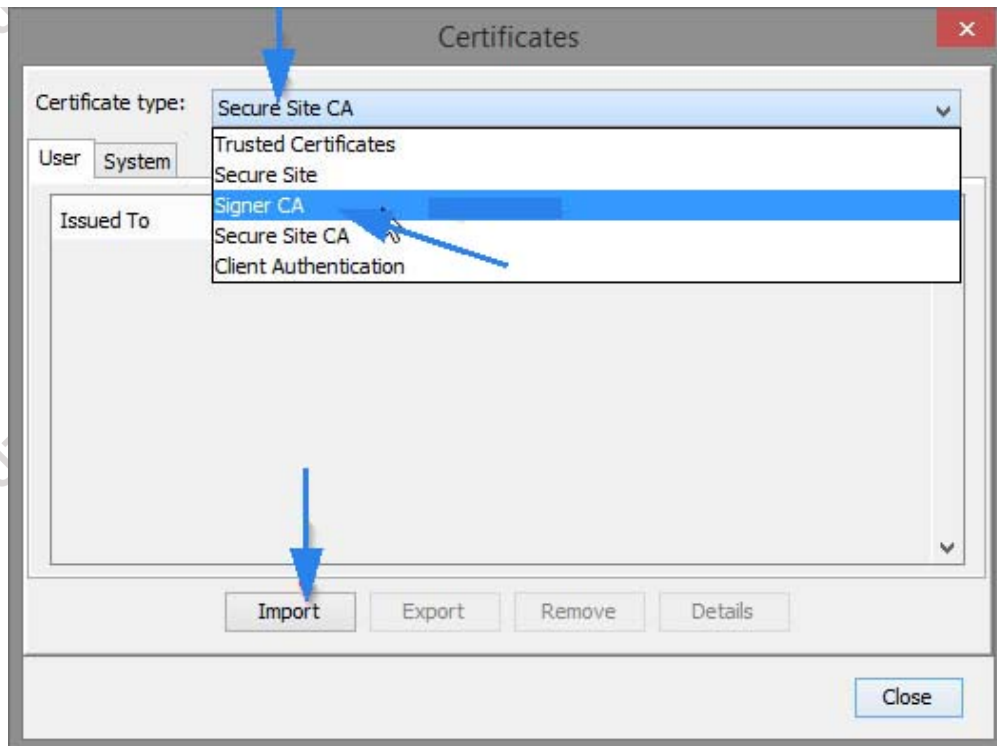 Certificates
Certificate type: Secure Site CA
Trusted Certificates
User System
Secure Site
Signer CA
Issued To
Secure Site CA
Client Authentication
Import Export Remove Details
Close